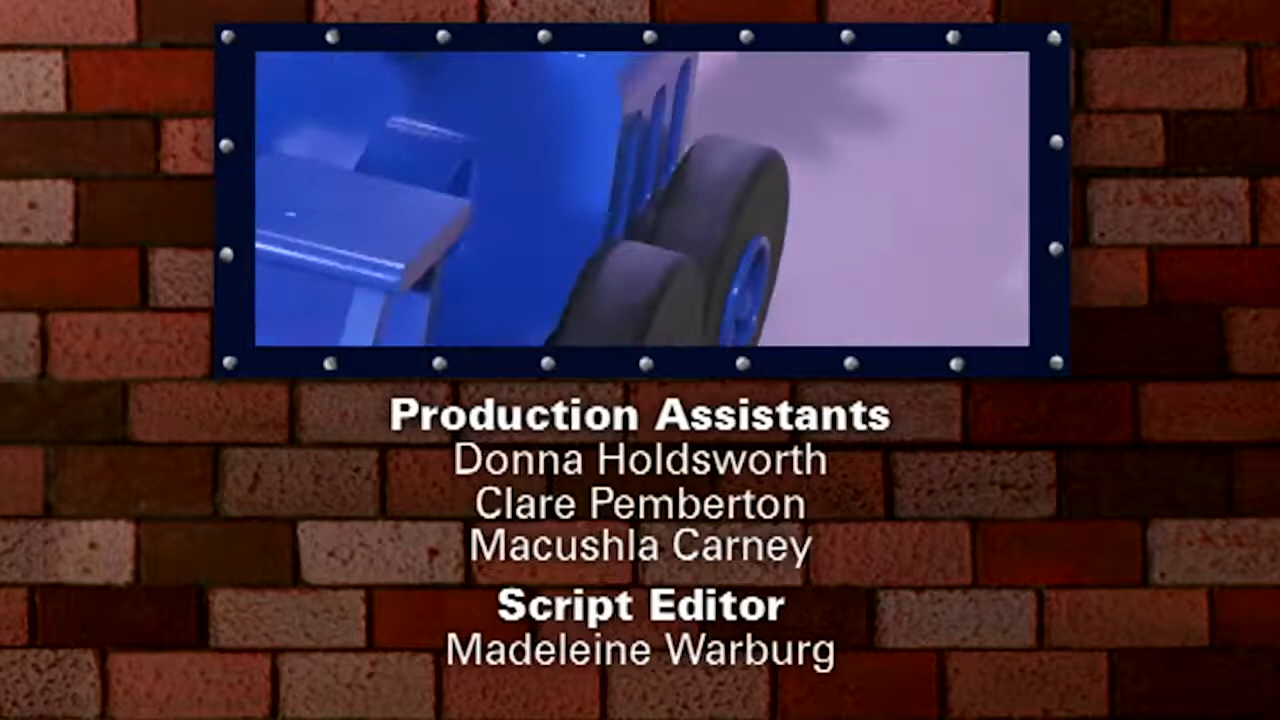 Production Assistants
Donna Holdsworth
Clare Pemberton
Macushla Carney
Script Editor
Madeleine Warburg